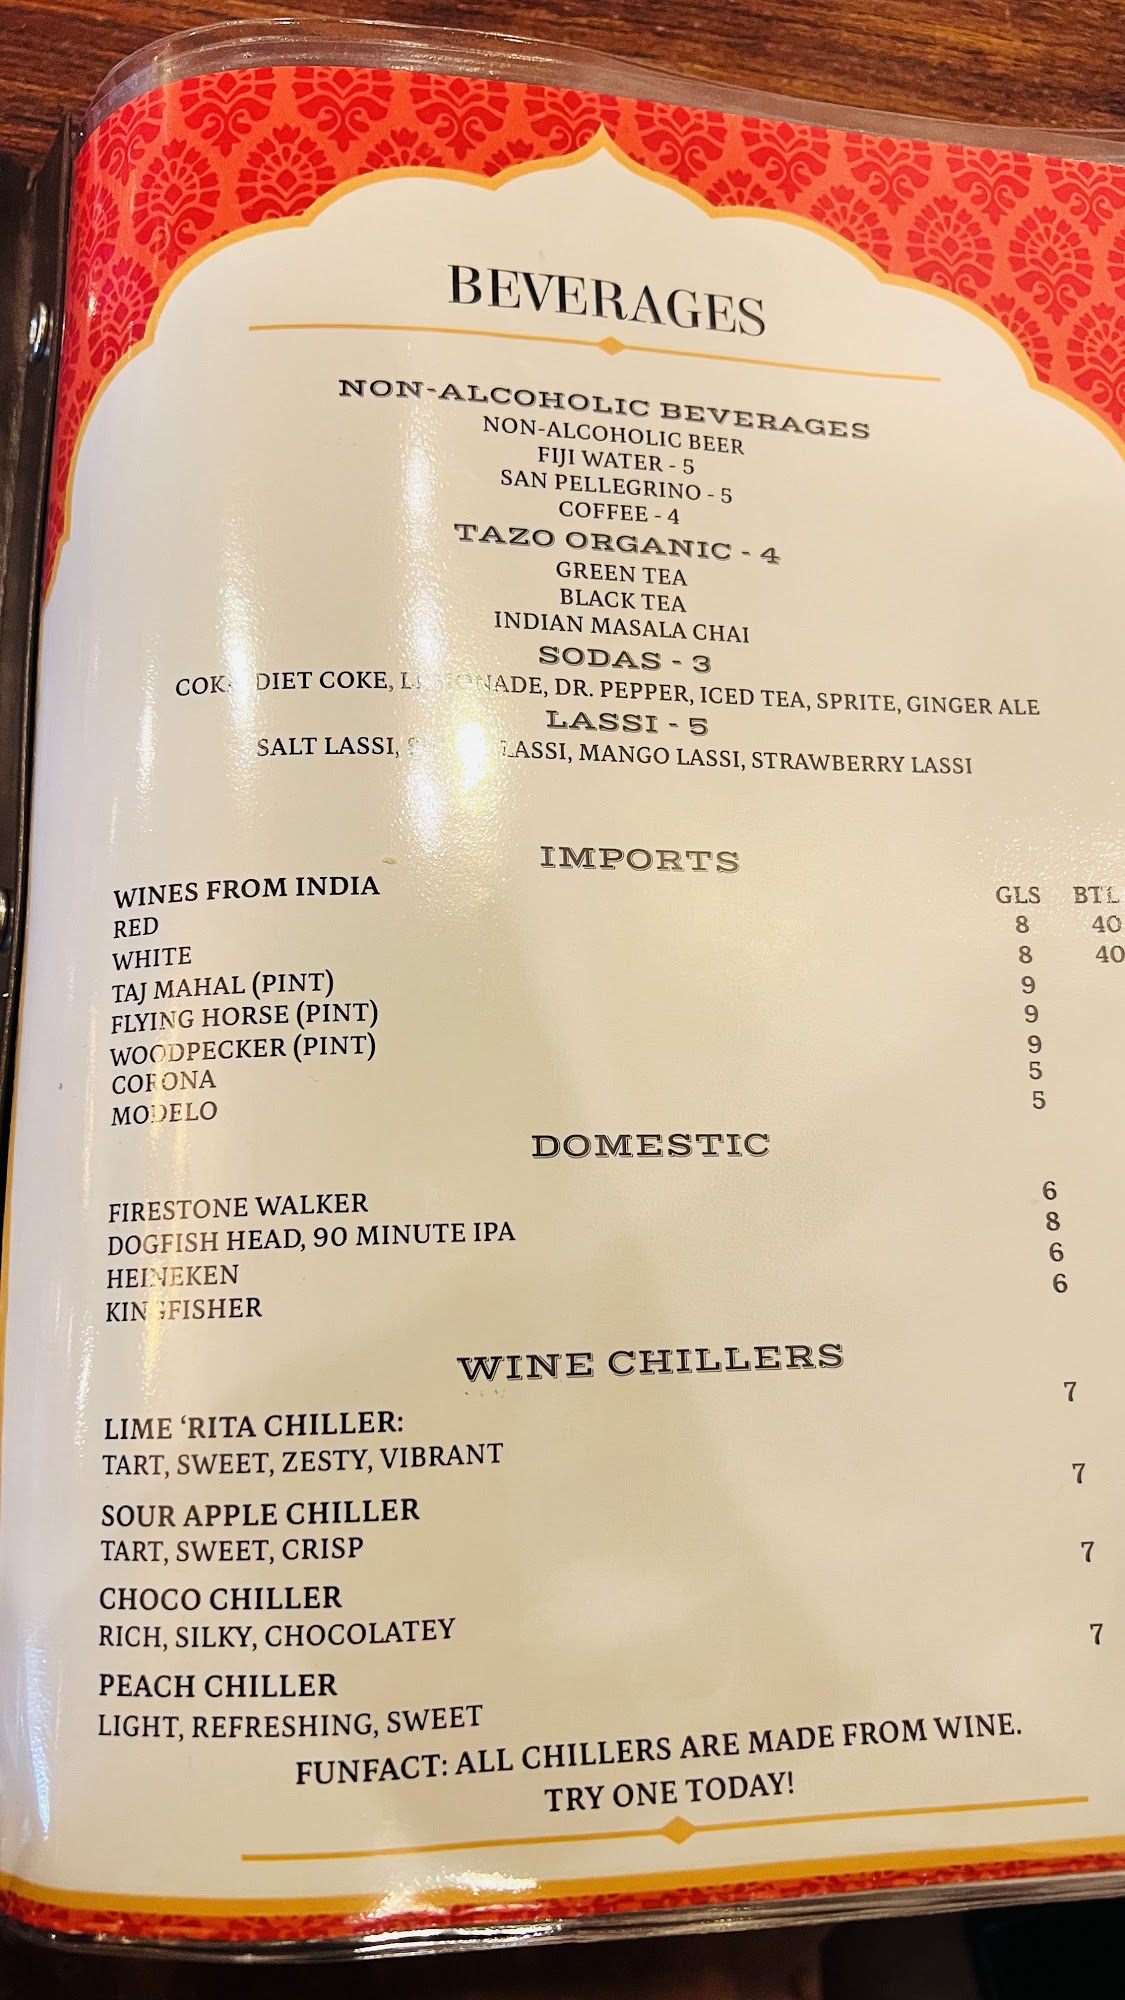 BEVERAGES
NON-ALCOHOLIC BEVERAGES
NON-ALCOHOLIC BEER
FIJI WATER - 5
SAN PELLEGRINO - 5
COFFEE - 4
TAZO ORGANIC - 4
GREEN TEA
BLACK TEA
INDIAN MASALA CHAI
SODAS - 3
DIET COKE, DR. PEPPER, ICED TEA, SPRITE, GINGER ALE
LASSI - 5
SALT LASSI, LASSI, MANGO LASSI, STRAWBERRY LASSI
IMPORTS
WINES FROM INDIA GLS BTL
RED 8 40
WHITE 8 40
TAJ MAHAL (PINT) 9
FLYING HORSE (PINT) 9
WOODPECKER (PINT) 9
CORONA 5
MODELO 5
DOMESTIC
FIRESTONE WALKER 6
DOGFISH HEAD, 90 MINUTE IPA 8
HEINEKEN 6
KINGFISHER 6
WINE CHILLERS
LIME ‘RITA CHILLER: 7
TART, SWEET, ZESTY, VIBRANT
SOUR APPLE CHILLER 7
TART, SWEET, CRISP
CHOCO CHILLER 7
RICH, SILKY, CHOCOLATEY
PEACH CHILLER 7
LIGHT, REFRESHING, SWEET
FUNFACT: ALL CHILLERS ARE MADE FROM WINE.
TRY ONE TODAY!